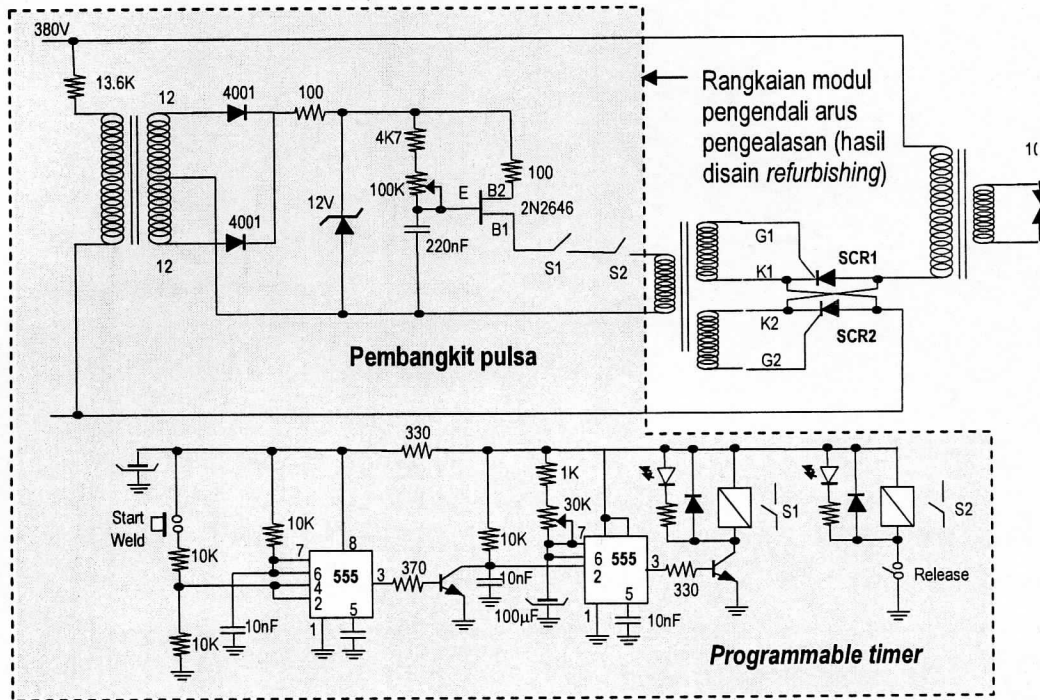 380V
13.6K
12
4001
100
4K7
100K
12V
220nF
E
B2
B1
100
2N2646
S1
S2
4001
12
Rangkaian modul
pengendali arus
pengealasan (hasil
disain refurbishing)
G1
K1
SCR1
K2
SCR2
G2
Pembangkit pulsa
330
Start
Weld
10K
10K
10K
7
6
4
2
8
555
3
5
1
10nF
370
10K
10nF
1K
30K
7
6
2
555
3
5
1
100µF
10nF
330
S1
S2
Release
Programmable timer